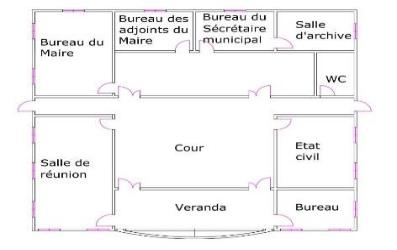 Bureau du
Maire
Bureau des
adjoints du
Maire
Bureau du
Sécrétaire
municipal
Salle
d'archive
WC
Salle de
réunion
Cour
Etat
civil
Veranda
Bureau